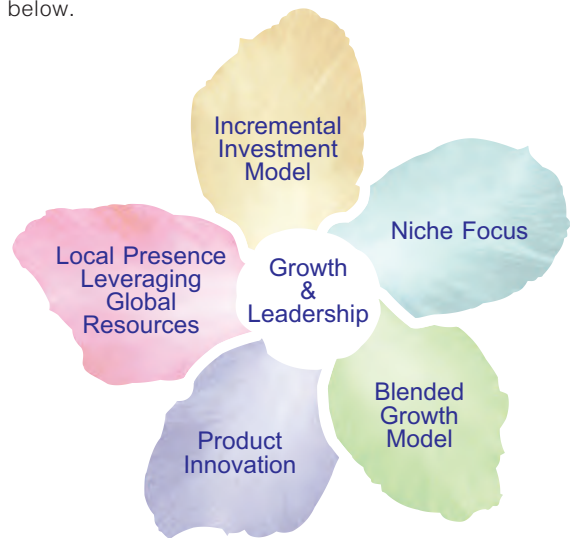 below.
Incremental
Investment
Model
Niche Focus
Local Presence
Leveraging
Global
Resources
Growth
&
Leadership
Blended
Growth
Model
Product
Innovation